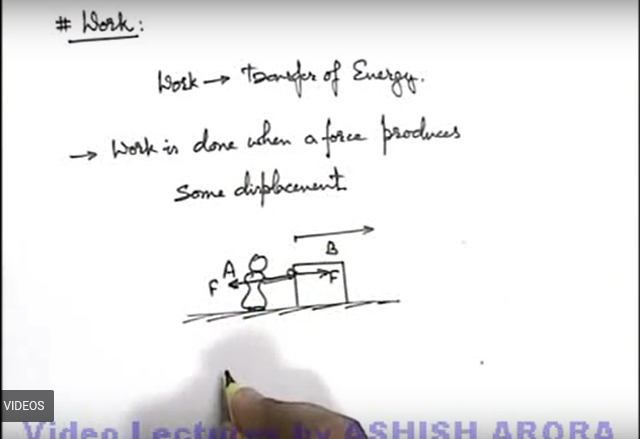 # Work:
Work → transfer of Energy.
→ Work is done when a force produces
some displacement
B
A
F
F
VIDEOS
Video Lectures by ASHISH ARORA